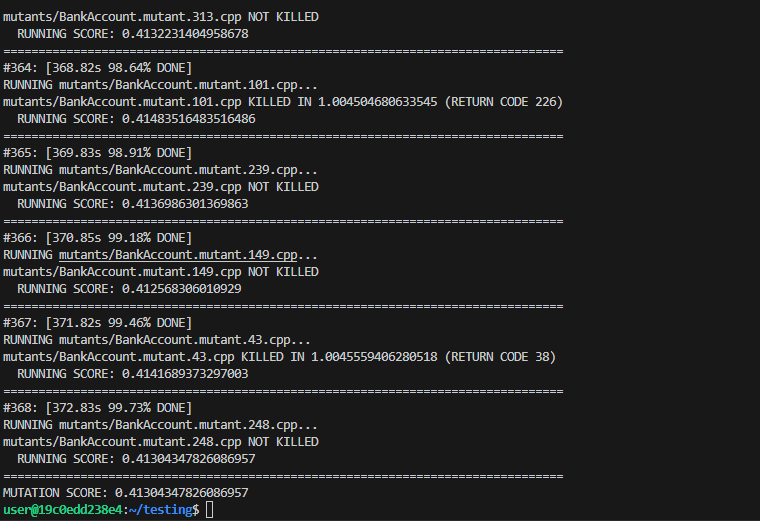 mutants/BankAccount.mutant.313.cpp NOT KILLED
  RUNNING SCORE: 0.4132231404958678
================================================================================
#364: [368.82s 98.64% DONE]
RUNNING mutants/BankAccount.mutant.101.cpp...
mutants/BankAccount.mutant.101.cpp KILLED IN 1.004504680633545 (RETURN CODE 226)
  RUNNING SCORE: 0.41483516483516486
================================================================================
#365: [369.83s 98.91% DONE]
RUNNING mutants/BankAccount.mutant.239.cpp...
mutants/BankAccount.mutant.239.cpp NOT KILLED
  RUNNING SCORE: 0.4136986301369863
================================================================================
#366: [370.85s 99.18% DONE]
RUNNING mutants/BankAccount.mutant.149.cpp...
mutants/BankAccount.mutant.149.cpp NOT KILLED
  RUNNING SCORE: 0.412568306010929
================================================================================
#367: [371.82s 99.46% DONE]
RUNNING mutants/BankAccount.mutant.43.cpp...
mutants/BankAccount.mutant.43.cpp KILLED IN 1.0045559406280518 (RETURN CODE 38)
  RUNNING SCORE: 0.4141689373297003
================================================================================
#368: [372.83s 99.73% DONE]
RUNNING mutants/BankAccount.mutant.248.cpp...
mutants/BankAccount.mutant.248.cpp NOT KILLED
  RUNNING SCORE: 0.41304347826086957
================================================================================
MUTATION SCORE: 0.41304347826086957
user@19c0edd238e4:~/testing$